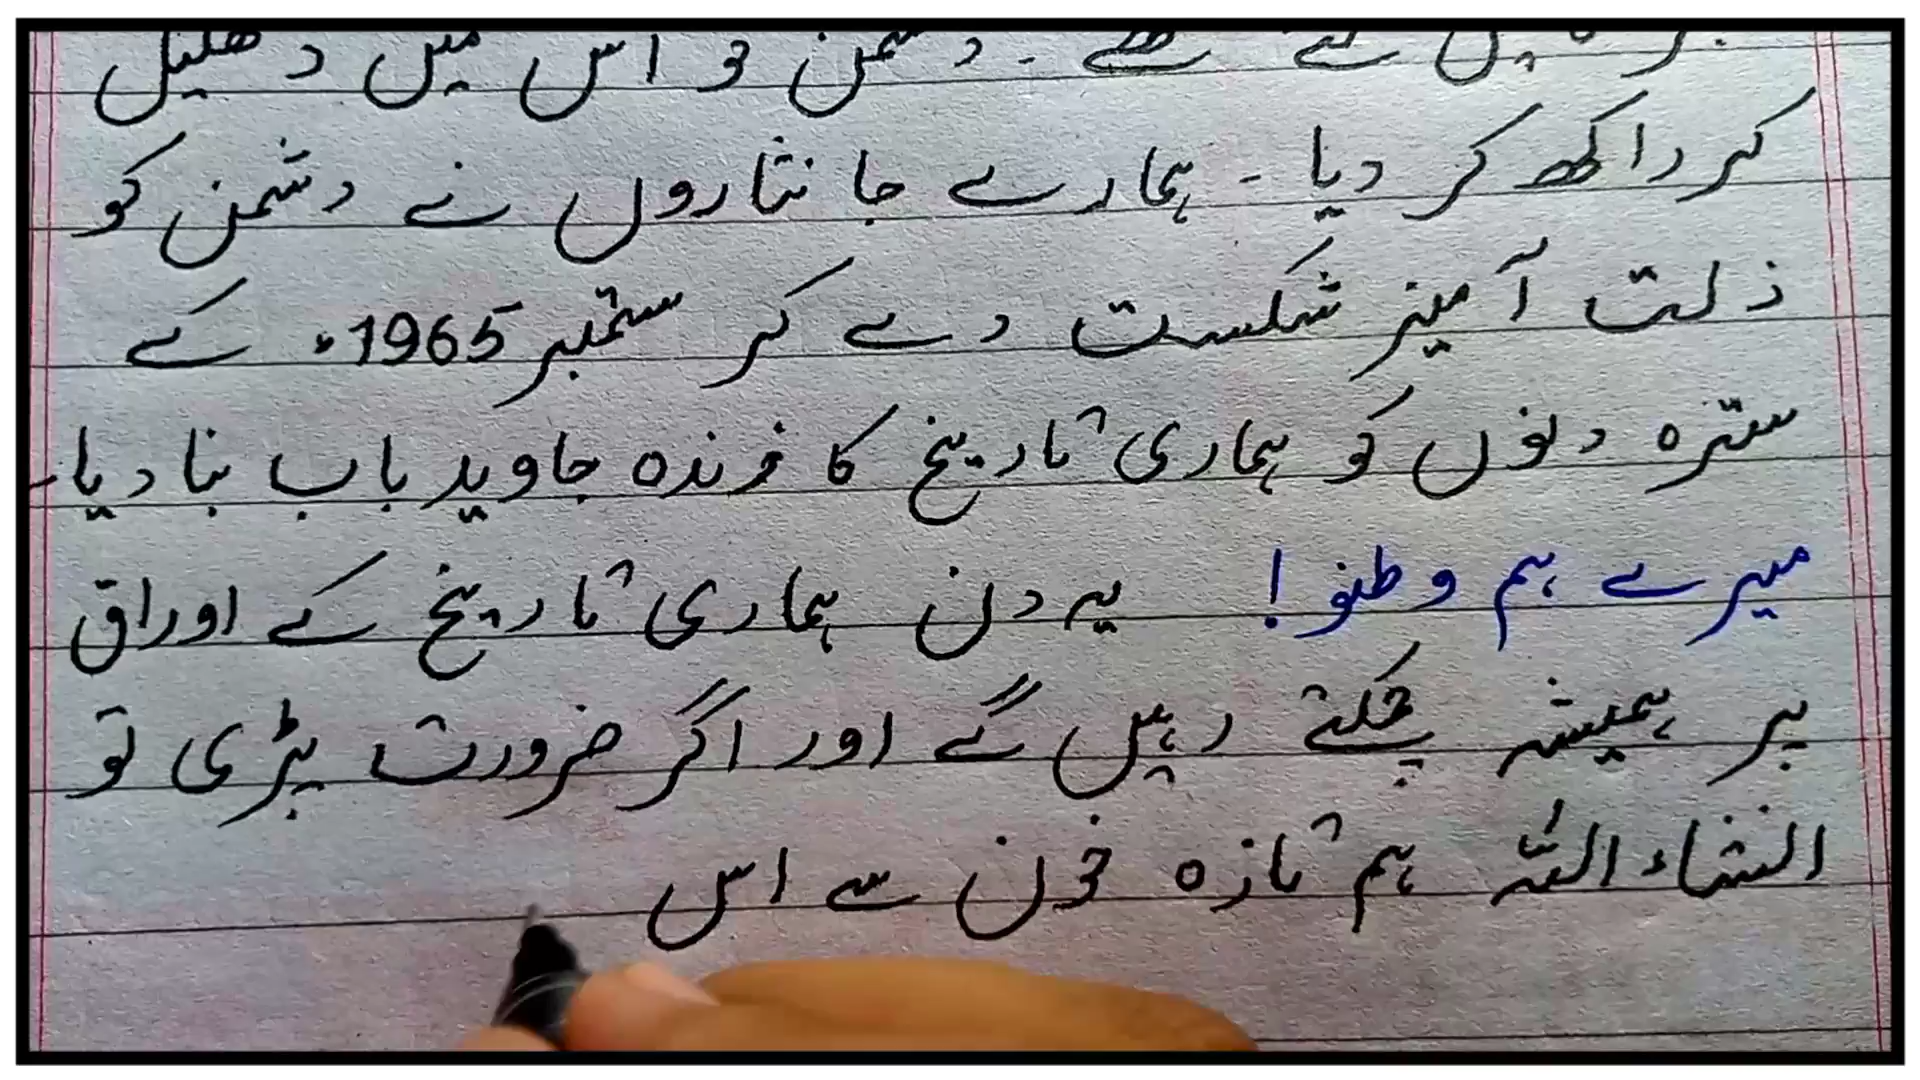 دشمن کو اس میں دھکیل
کر راکھ کر دیا - ہمارے جانثاروں نے دشمن کو
ذلت آمیز شکست دے کر ستمبر 1965ء کے
سترہ دنوں کو ہماری تاریخ کا زندہ جاوید باب بنا دیا -
میرے ہم وطنو! یہ دن ہماری تاریخ کے اوراق
پر ہمیشہ چمکتے رہیں گے اور اگر ضرورت پڑی تو
انشاء اللہ ہم تازہ خون سے اس